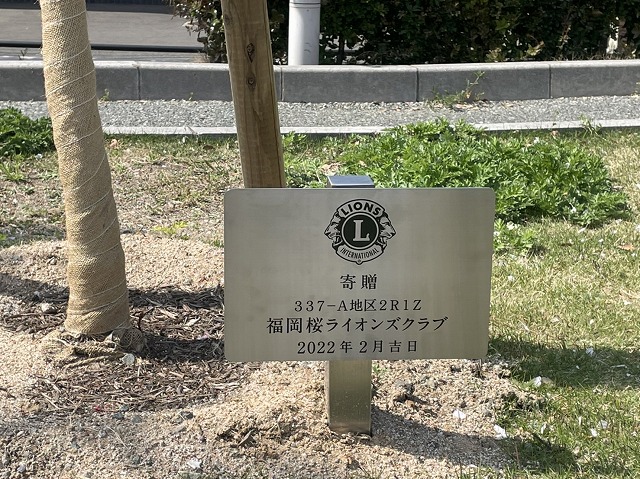 LIONS
L
INTERNATIONAL
寄贈
337-A地区2R1Z
福岡桜ライオンズクラブ
2022年2月吉日